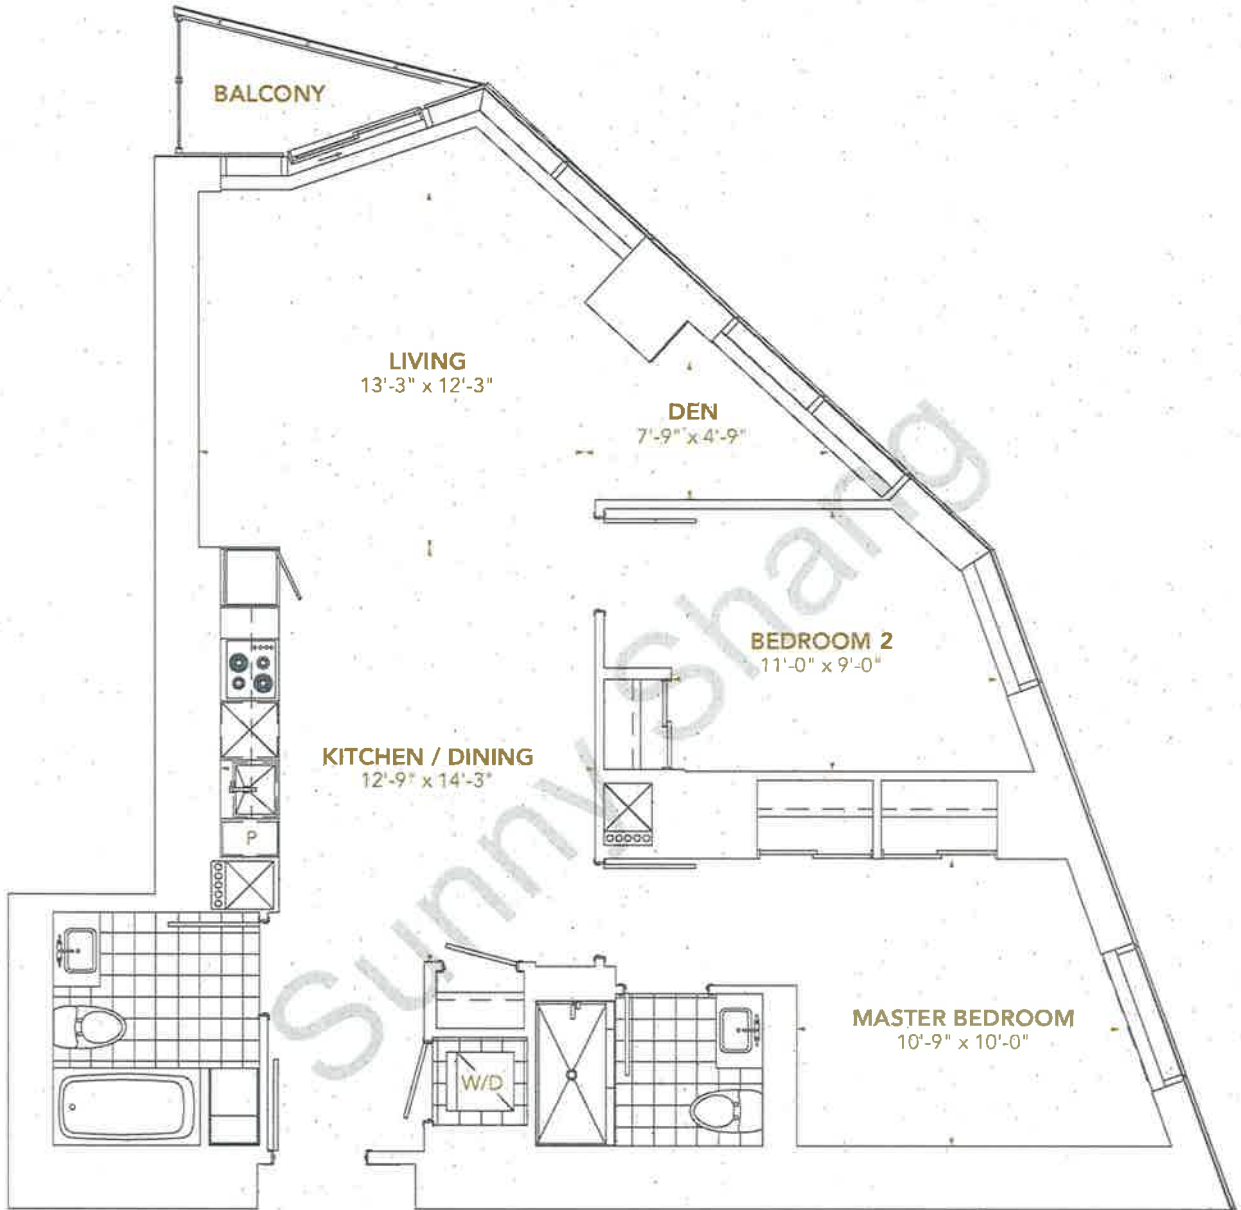 BALCONY
LIVING
13'-3" x 12'-3"
DEN
7'-9" x 4'-9"
BEDROOM 2
11'-0" x 9'-0"
KITCHEN / DINING
12'-9" x 14'-3"
P
MASTER BEDROOM
10'-9" x 10'-0"
W/D
Sunny Shang